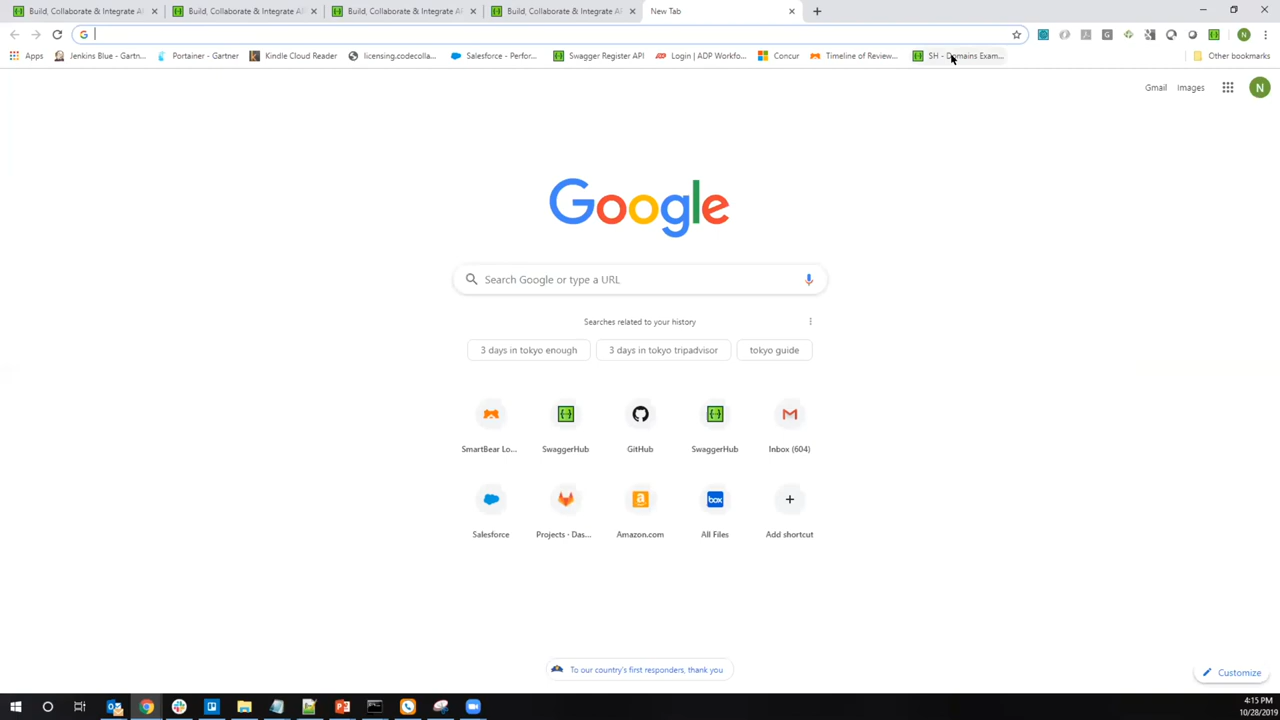 Build, Collaborate & Integrate AP
Build, Collaborate & Integrate AP
Build, Collaborate & Integrate AP
Build, Collaborate & Integrate AP
New Tab
Apps
Jenkins Blue - Gartn...
Portainer - Gartner
Kindle Cloud Reader
licensing.codecolla...
Salesforce - Perfor...
Swagger Register API
Login | ADP Workfo...
Concur
Timeline of Review...
SH - Domains Exam...
Other bookmarks
N
Gmail
Images
N
Google
Search Google or type a URL
Searches related to your history
3 days in tokyo enough
3 days in tokyo tripadvisor
tokyo guide
SmartBear Lo...
SwaggerHub
GitHub
SwaggerHub
Inbox (604)
Salesforce
Projects · Das...
Amazon.com
box
All Files
Add shortcut
To our country's first responders, thank you
Customize
4:15 PM
10/28/2019